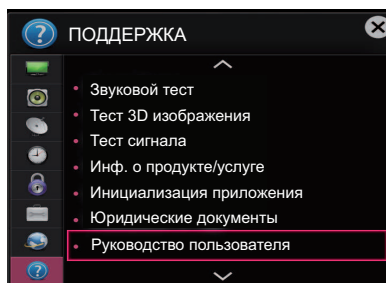 ПОДДЕРЖКА
Звуковой тест
Тест 3D изображения
Тест сигнала
Инф. о продукте/услуге
Инициализация приложения
Юридические документы
Руководство пользователя